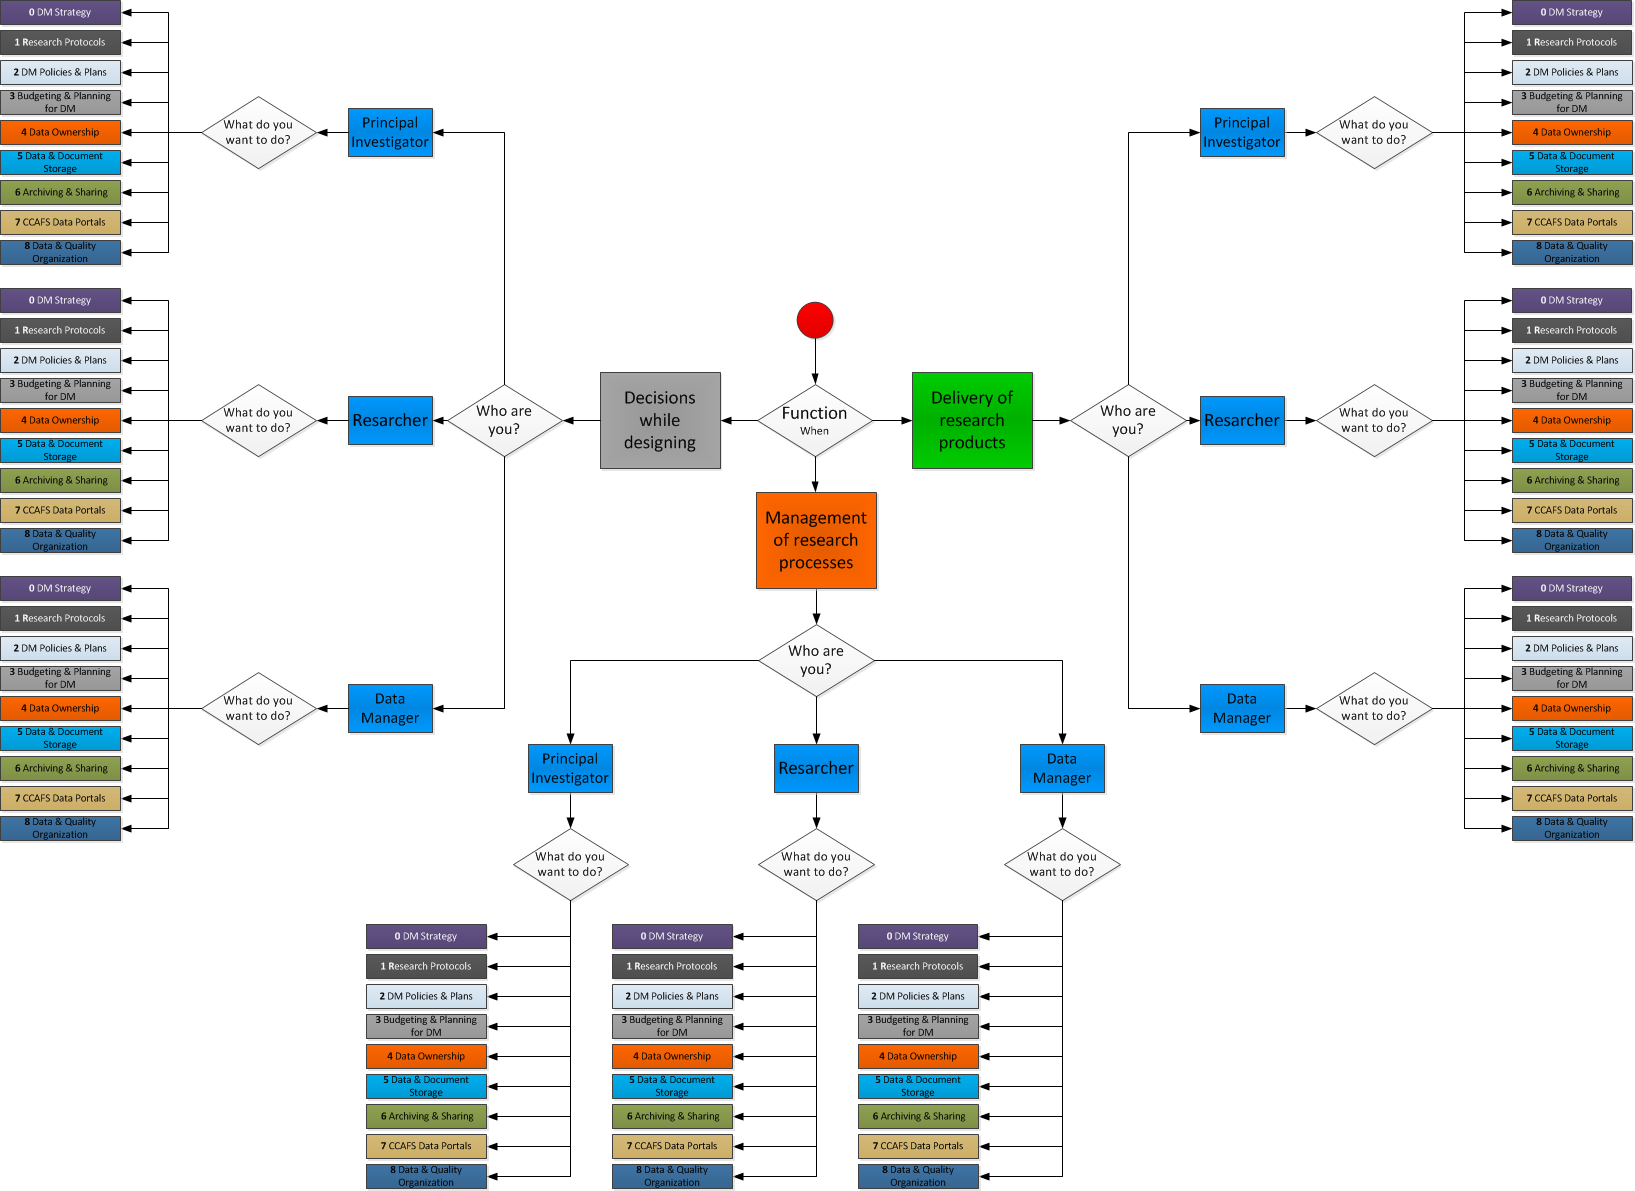 0 DM Strategy
1 Research Protocols
2 DM Policies & Plans
3 Budgeting & Planning
for DM
4 Data Ownership
5 Data & Document
Storage
6 Archiving & Sharing
7 CCAFS Data Portals
8 Data & Quality
Organization
What do you
want to do?
Principal
Investigator
Principal
Investigator
What do you
want to do?
0 DM Strategy
1 Research Protocols
2 DM Policies & Plans
3 Budgeting & Planning
for DM
4 Data Ownership
5 Data & Document
Storage
6 Archiving & Sharing
7 CCAFS Data Portals
8 Data & Quality
Organization
0 DM Strategy
1 Research Protocols
2 DM Policies & Plans
3 Budgeting & Planning
for DM
4 Data Ownership
5 Data & Document
Storage
6 Archiving & Sharing
7 CCAFS Data Portals
8 Data & Quality
Organization
What do you
want to do?
Resarcher
Who are
you?
Decisions
while
designing
Function
When
Delivery of
research
products
Who are
you?
Resarcher
What do you
want to do?
0 DM Strategy
1 Research Protocols
2 DM Policies & Plans
3 Budgeting & Planning
for DM
4 Data Ownership
5 Data & Document
Storage
6 Archiving & Sharing
7 CCAFS Data Portals
8 Data & Quality
Organization
Management
of research
processes
0 DM Strategy
1 Research Protocols
2 DM Policies & Plans
3 Budgeting & Planning
for DM
4 Data Ownership
5 Data & Document
Storage
6 Archiving & Sharing
7 CCAFS Data Portals
8 Data & Quality
Organization
What do you
want to do?
Data
Manager
Who are
you?
Data
Manager
What do you
want to do?
0 DM Strategy
1 Research Protocols
2 DM Policies & Plans
3 Budgeting & Planning
for DM
4 Data Ownership
5 Data & Document
Storage
6 Archiving & Sharing
7 CCAFS Data Portals
8 Data & Quality
Organization
Principal
Investigator
Resarcher
Data
Manager
What do you
want to do?
What do you
want to do?
What do you
want to do?
0 DM Strategy
1 Research Protocols
2 DM Policies & Plans
3 Budgeting & Planning
for DM
4 Data Ownership
5 Data & Document
Storage
6 Archiving & Sharing
7 CCAFS Data Portals
8 Data & Quality
Organization
0 DM Strategy
1 Research Protocols
2 DM Policies & Plans
3 Budgeting & Planning
for DM
4 Data Ownership
5 Data & Document
Storage
6 Archiving & Sharing
7 CCAFS Data Portals
8 Data & Quality
Organization
0 DM Strategy
1 Research Protocols
2 DM Policies & Plans
3 Budgeting & Planning
for DM
4 Data Ownership
5 Data & Document
Storage
6 Archiving & Sharing
7 CCAFS Data Portals
8 Data & Quality
Organization